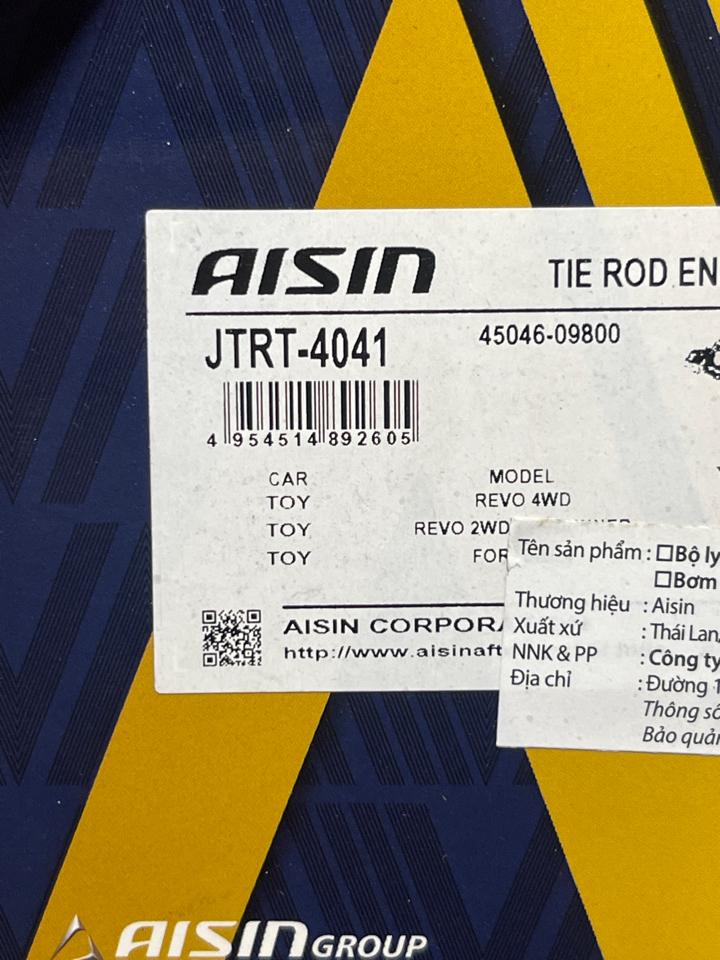 AISIN
TIE ROD EN
JTRT-4041
45046-09800
4 954514 892605
CAR MODEL
TOY REVO 4WD
TOY REVO 2WD
TOY FOR
AISIN CORPORA
http://www.aisinaft
Tên sản phẩm : ☐Bộ ly
☐Bơm
Thương hiệu : Aisin
Xuất xứ : Thái Lan,
NNK & PP : Công ty
Địa chỉ : Đường 1
Thông số
Bảo quản
AISIN GROUP